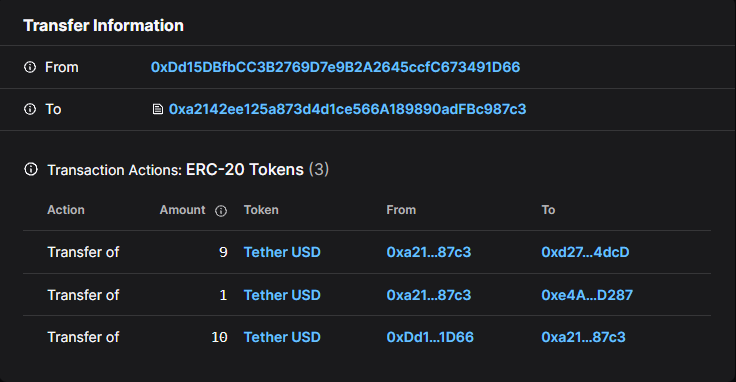 Transfer Information
From 0xDd15DBfbCC3B2769D7e9B2A2645ccfC673491D66
To 0xa2142ee125a873d4d1ce566A189890adFBc987c3
Transaction Actions: ERC-20 Tokens (3)
Action Amount Token From To
Transfer of 9 Tether USD 0xa21...87c3 0xd27...4dcD
Transfer of 1 Tether USD 0xa21...87c3 0xe4A...D287
Transfer of 10 Tether USD 0xDd1...1D66 0xa21...87c3